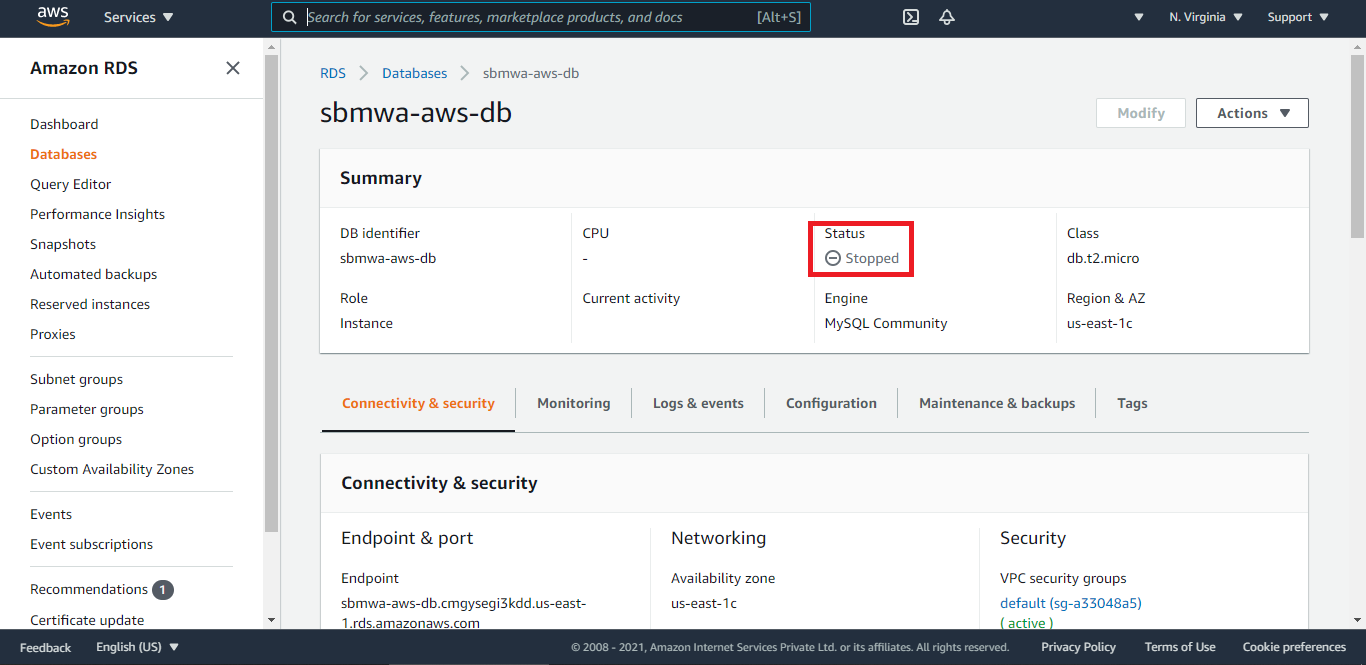 aws
Services
Search for services, features, marketplace products, and docs
[Alt+S]
N. Virginia
Support
Amazon RDS
Dashboard
Databases
Query Editor
Performance Insights
Snapshots
Automated backups
Reserved instances
Proxies
Subnet groups
Parameter groups
Option groups
Custom Availability Zones
Events
Event subscriptions
Recommendations 1
Certificate update
RDS > Databases > sbmwa-aws-db
sbmwa-aws-db
Modify
Actions
Summary
DB identifier
sbmwa-aws-db
CPU
-
Status
Stopped
Class
db.t2.micro
Role
Instance
Current activity
Engine
MySQL Community
Region & AZ
us-east-1c
Connectivity & security
Monitoring
Logs & events
Configuration
Maintenance & backups
Tags
Connectivity & security
Endpoint & port
Endpoint
sbmwa-aws-db.cmgysegi3kdd.us-east-
1.rds.amazonaws.com
Networking
Availability zone
us-east-1c
Security
VPC security groups
default (sg-a33048a5)
( active )
Feedback
English (US)
© 2008 - 2021, Amazon Internet Services Private Ltd. or its affiliates. All rights reserved.
Privacy Policy
Terms of Use
Cookie preferences